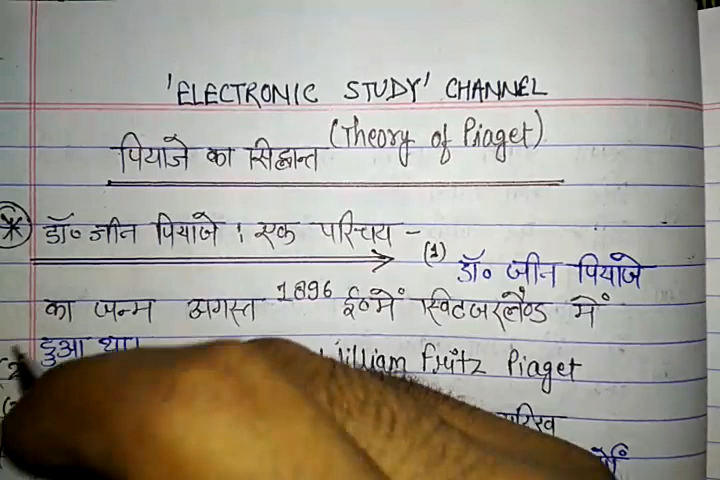 'ELECTRONIC STUDY' CHANNEL
पियाजे का सिद्धान्त (Theory of Piaget)
* डॉ० जीन पियाजे : एक परिचय -
(1) डॉ० जीन पियाजे
का जन्म अगस्त 1896 ई० में स्विटजरलैण्ड में
हुआ था।
William Fritz Piaget